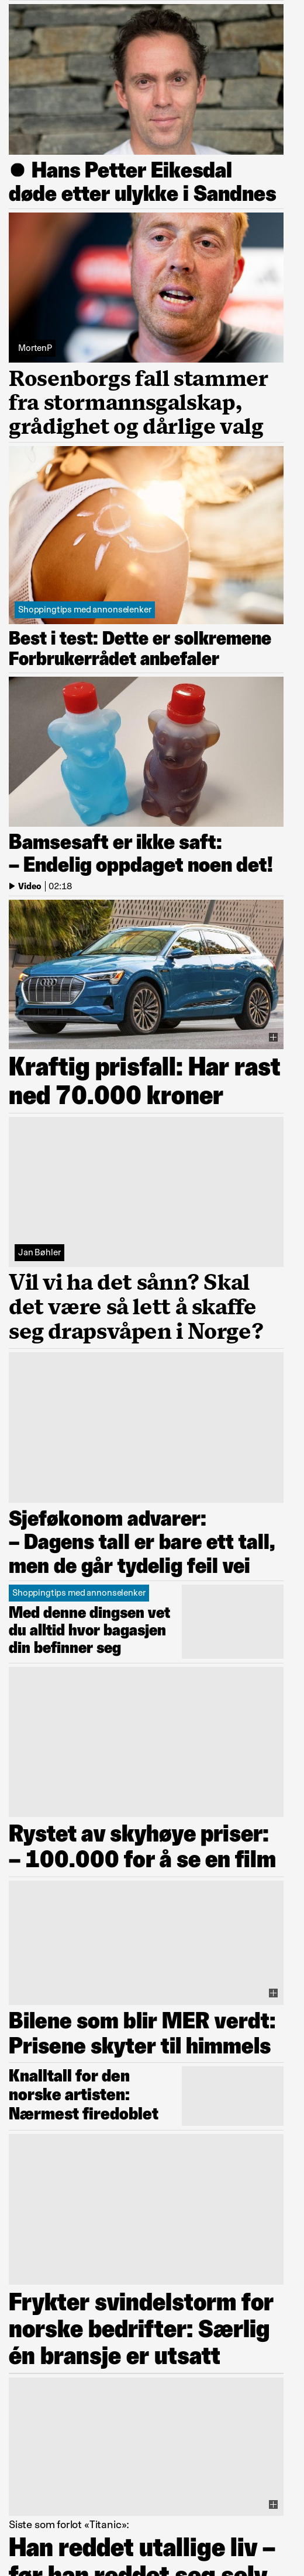 Hans Petter Eikesdal
døde etter ulykke i Sandnes
MortenP
Rosenborgs fall stammer
fra stormannsgalskap,
grådighet og dårlige valg
Shoppingtips med annonselenker
Best i test: Dette er solkremene
Forbrukerrådet anbefaler
Bamsesaft er ikke saft:
– Endelig oppdaget noen det!
Video | 02:18
Kraftig prisfall: Har rast
ned 70.000 kroner
Jan Bøhler
Vil vi ha det sånn? Skal
det være så lett å skaffe
seg drapsvåpen i Norge?
Sjeføkonom advarer:
– Dagens tall er bare ett tall,
men de går tydelig feil vei
Shoppingtips med annonselenker
Med denne dingsen vet
du alltid hvor bagasjen
din befinner seg
Rystet av skyhøye priser:
– 100.000 for å se en film
Bilene som blir MER verdt:
Prisene skyter til himmels
Knalltall for den
norske artisten:
Nærmest firedoblet
Frykter svindelstorm for
norske bedrifter: Særlig
én bransje er utsatt
Siste som forlot «Titanic»:
Han reddet utallige liv –
før han reddet seg selv